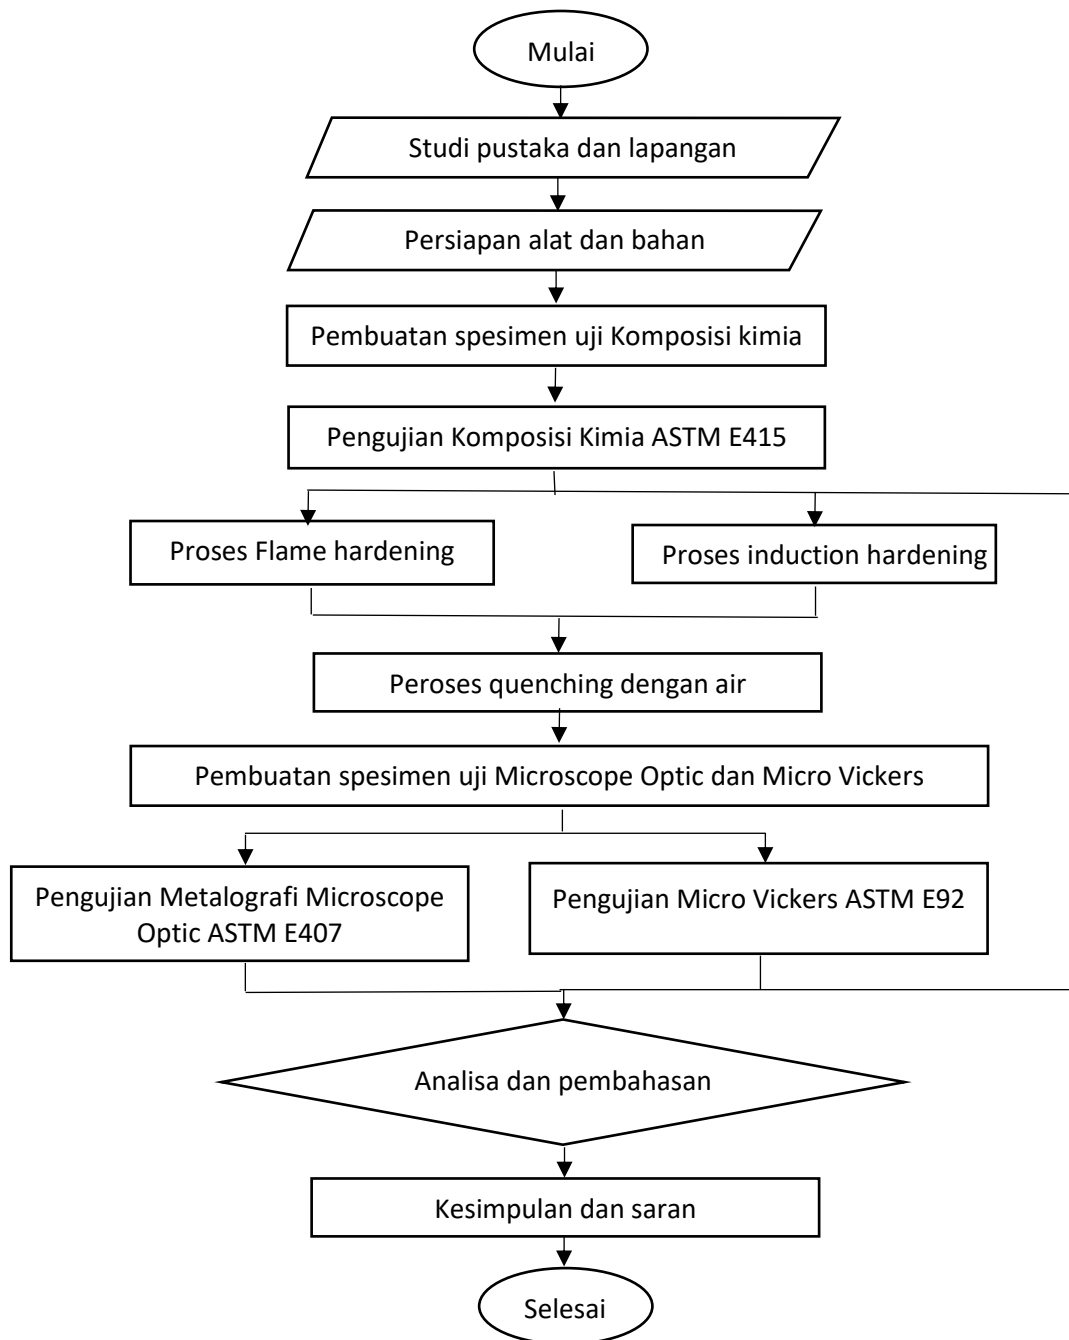 Mulai
Studi pustaka dan lapangan
Persiapan alat dan bahan
Pembuatan spesimen uji Komposisi kimia
Pengujian Komposisi Kimia ASTM E415
Proses Flame hardening
Proses induction hardening
Peroses quenching dengan air
Pembuatan spesimen uji Microscope Optic dan Micro Vickers
Pengujian Metalografi Microscope
Optic ASTM E407
Pengujian Micro Vickers ASTM E92
Analisa dan pembahasan
Kesimpulan dan saran
Selesai